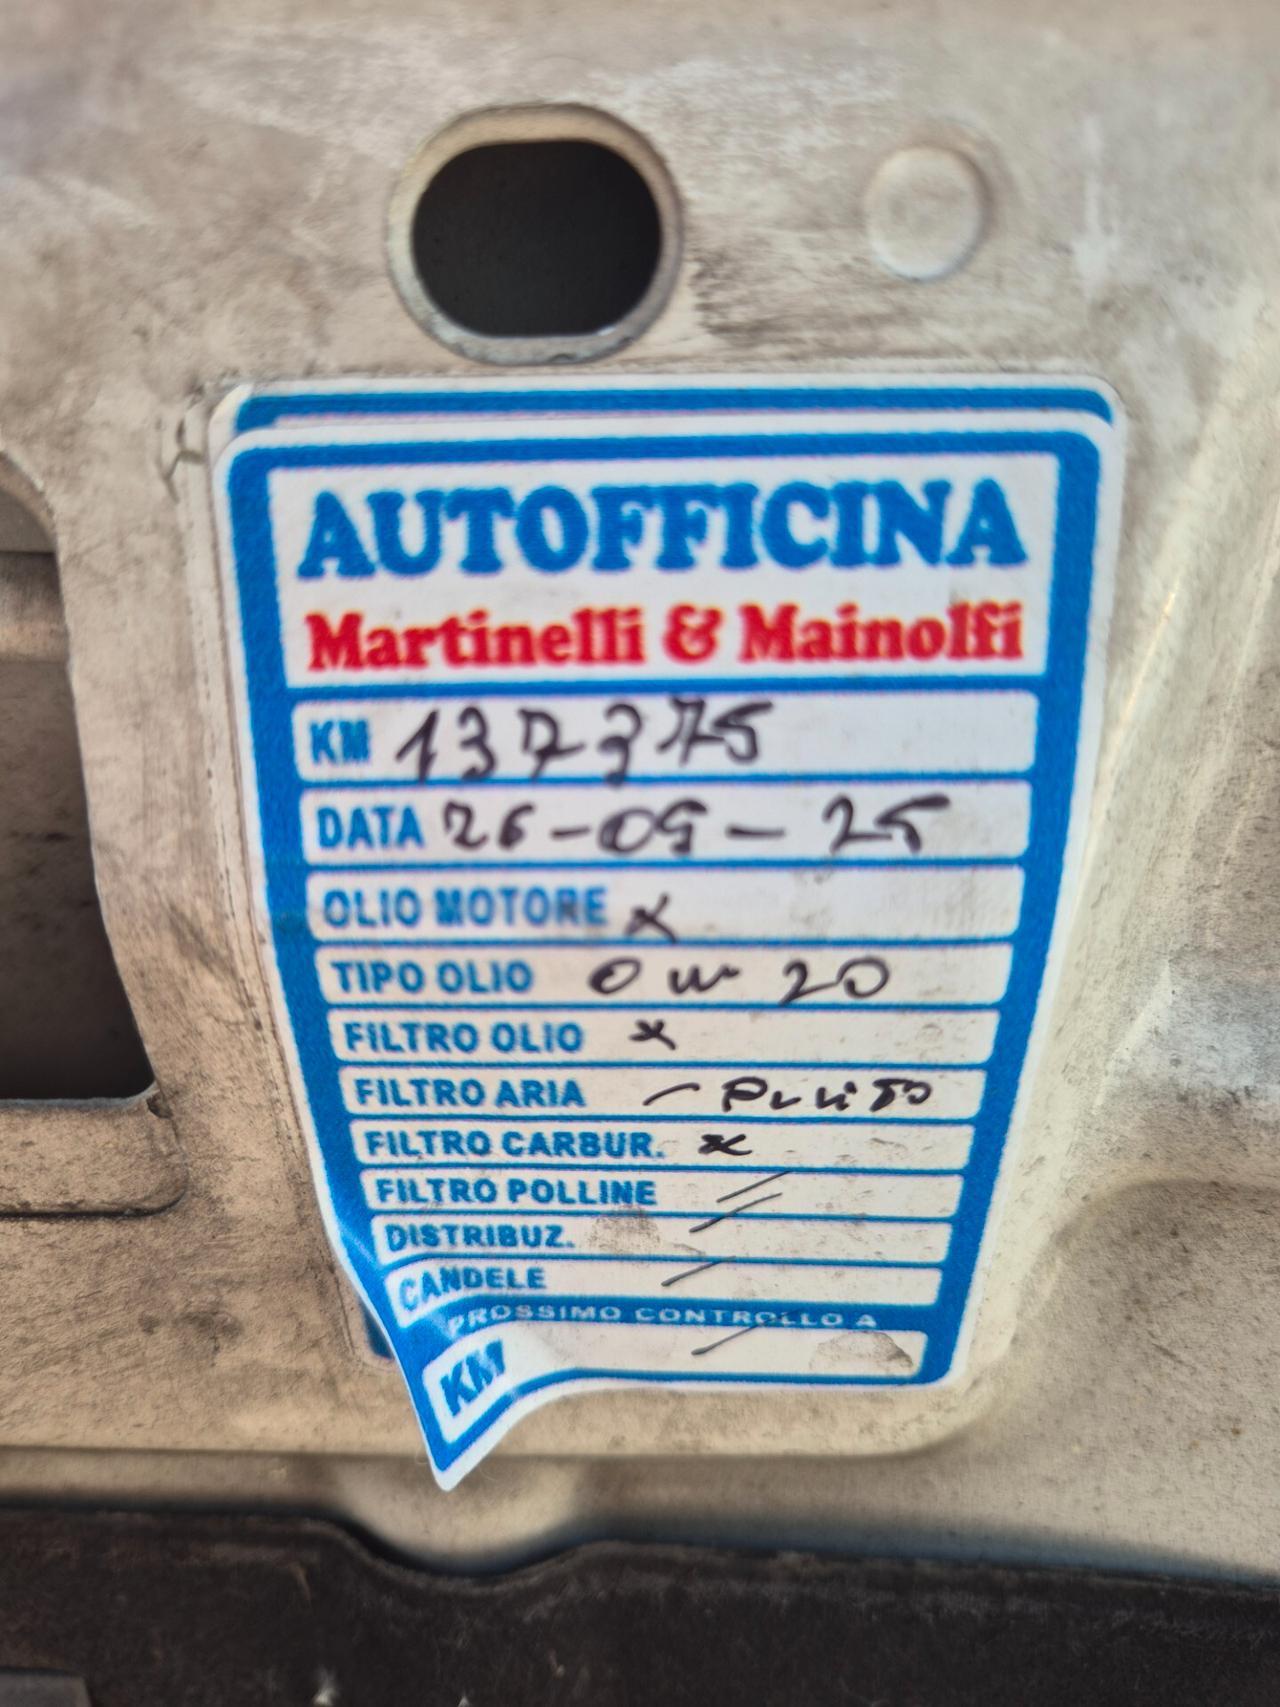 AUTOFFICINA
Martinelli & Mainolfi
KM 137375
DATA 26-09-25
OLIO MOTORE x
TIPO OLIO 0w20
FILTRO OLIO x
FILTRO ARIA - PULITO
FILTRO CARBUR. x
FILTRO POLLINE /
DISTRIBUZ. /
CANDELE /
PROSSIMO CONTROLLO A
KM /